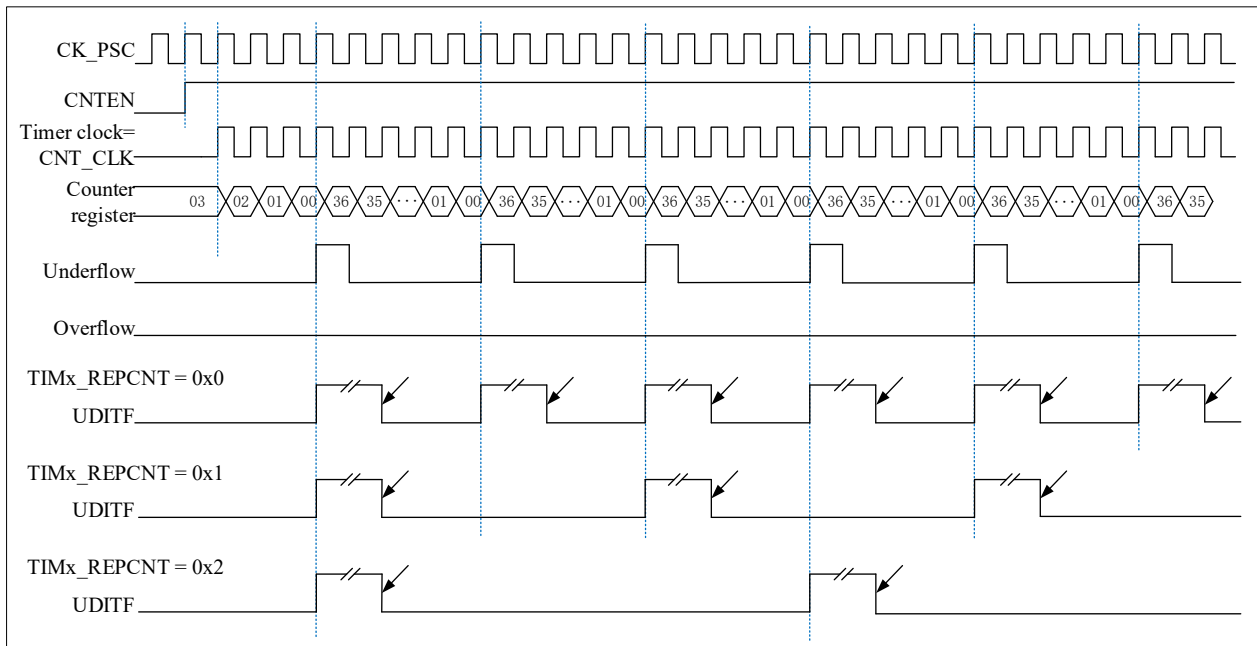 CK_PSC
CNTEN
Timer clock=
CNT_CLK
Counter
register
03 02 01 00 36 35 ··· 01 00 36 35 ··· 01 00 36 35 ··· 01 00 36 35 ··· 01 00 36 35 ··· 01 00 36 35
Underflow
Overflow
TIMx_REPCNT = 0x0
UDITF
TIMx_REPCNT = 0x1
UDITF
TIMx_REPCNT = 0x2
UDITF